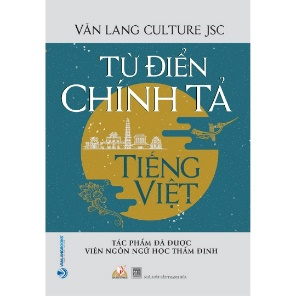 VĂN LANG CULTURE JSC
TỪ ĐIỂN
CHÍNH TẢ
TIẾNG
VIỆT
TÁC PHẨM ĐÃ ĐƯỢC
VIỆN NGÔN NGỮ HỌC THẨM ĐỊNH